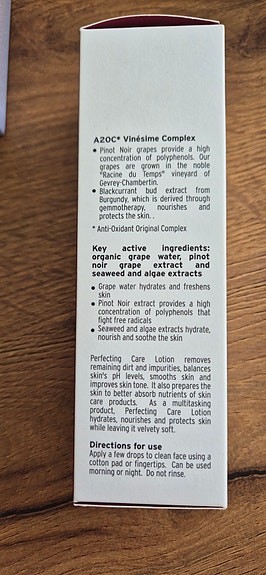 A2OC* Vinésime Complex
• Pinot Noir grapes provide a high
concentration of polyphenols. Our
grapes are grown in the noble
"Racine du Temps" vineyard of
Gevrey-Chambertin.
• Blackcurrant bud extract from
Burgundy, which is derived through
gemmotherapy, nourishes and
protects the skin. .
* Anti-Oxidant Original Complex
Key active ingredients:
organic grape water, pinot
noir grape extract and
seaweed and algae extracts
• Grape water hydrates and freshens
skin
• Pinot Noir extract provides a high
concentration of polyphenols that
fight free radicals
• Seaweed and algae extracts hydrate,
nourish and soothe the skin
Perfecting Care Lotion removes
remaining dirt and impurities, balances
skin's pH levels, smooths skin and
improves skin tone. It also prepares the
skin to better absorb nutrients of skin
care products. As a multitasking
product, Perfecting Care Lotion
hydrates, nourishes and protects skin
while leaving it velvety soft.
Directions for use
Apply a few drops to clean face using a
cotton pad or fingertips. Can be used
morning or night. Do not rinse.